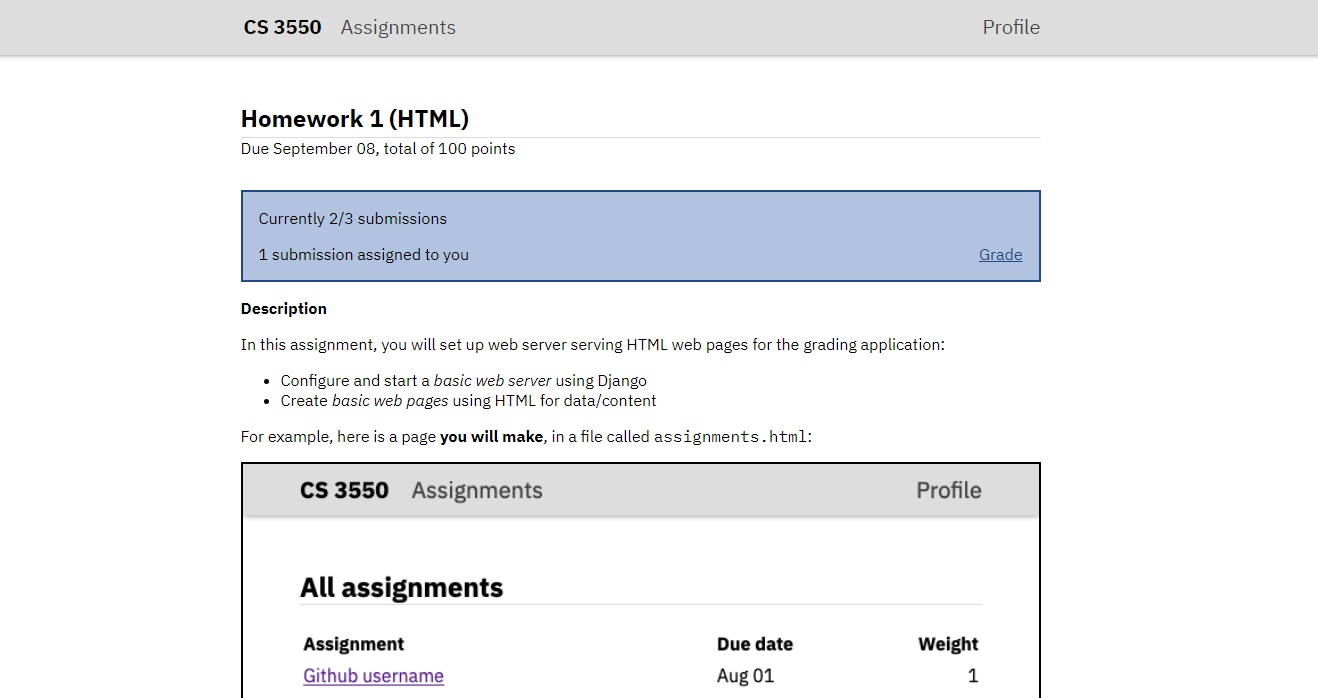 CS 3550 Assignments Profile
Homework 1 (HTML)
Due September 08, total of 100 points
Currently 2/3 submissions
1 submission assigned to you Grade
Description
In this assignment, you will set up web server serving HTML web pages for the grading application:
• Configure and start a basic web server using Django
• Create basic web pages using HTML for data/content
For example, here is a page you will make, in a file called assignments.html:
CS 3550 Assignments Profile
All assignments
Assignment Due date Weight
Github username Aug 01 1